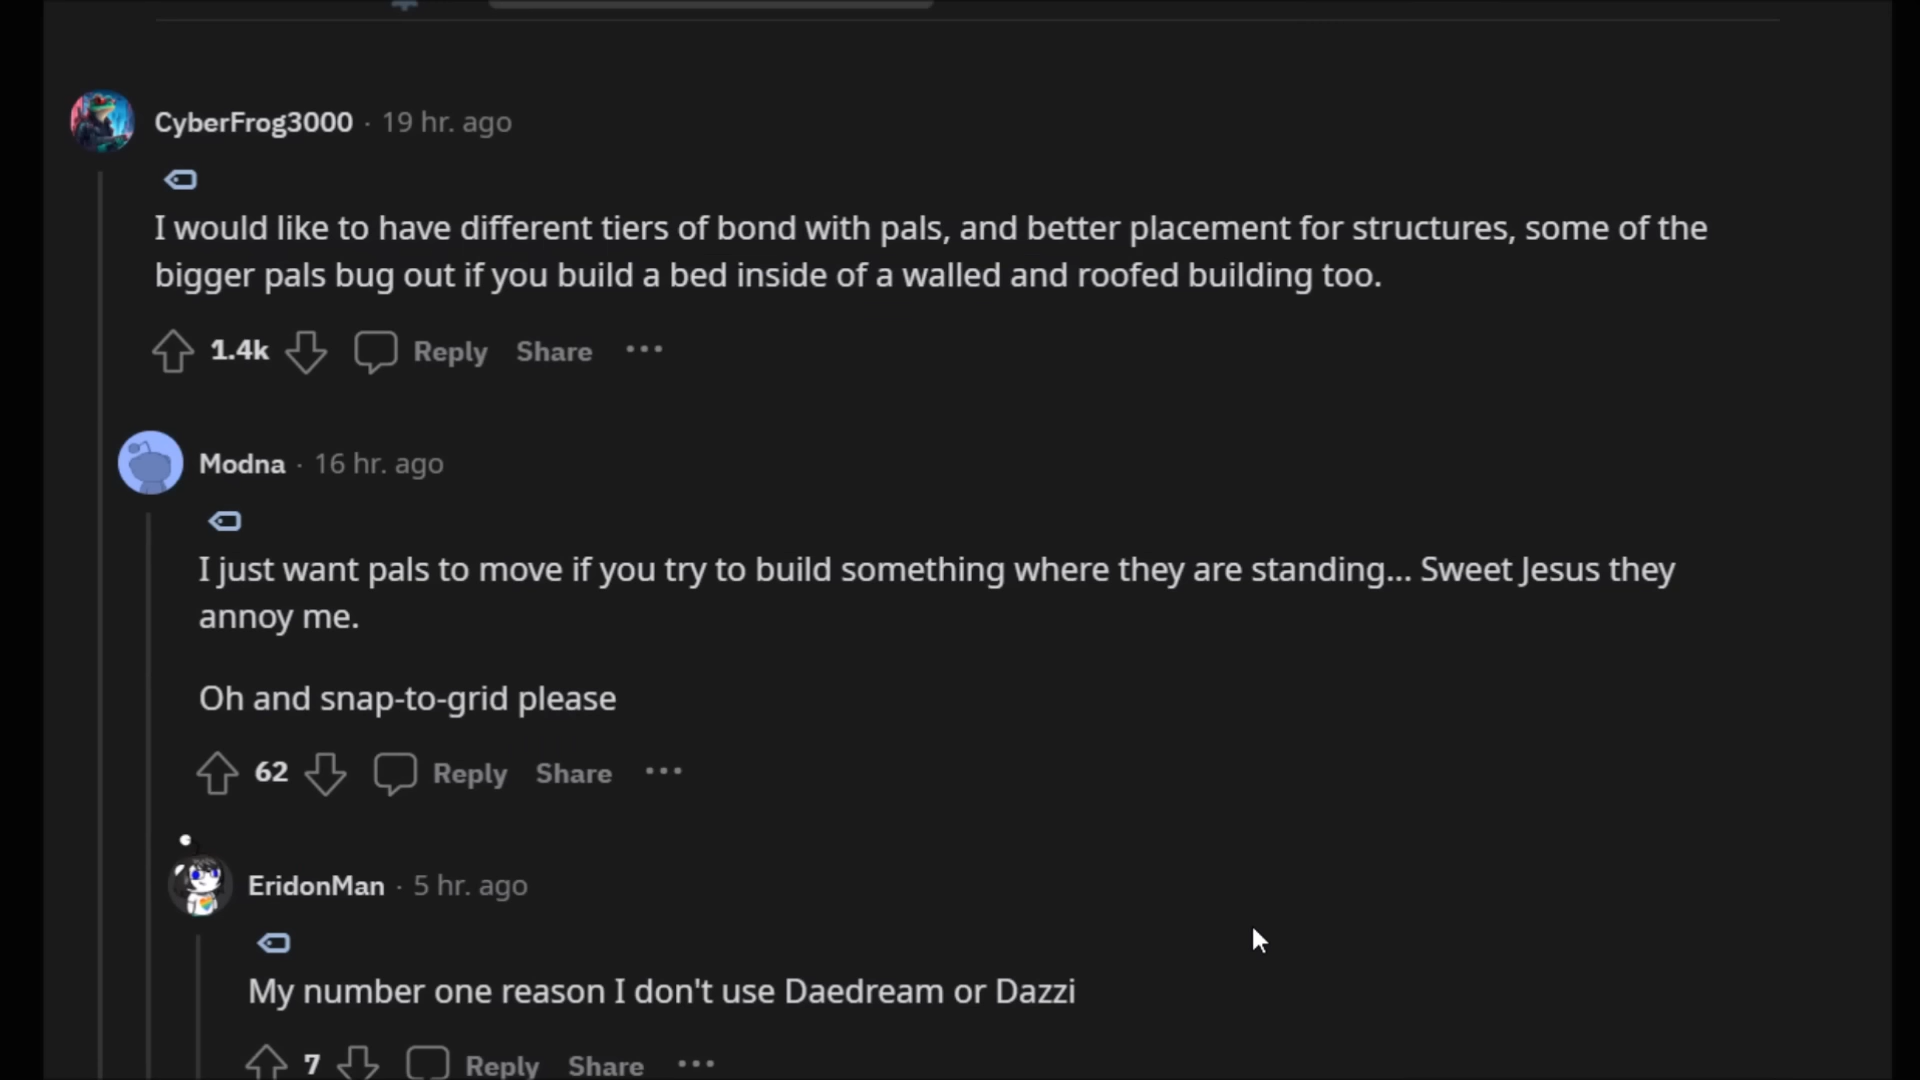 CyberFrog3000 · 19 hr. ago
I would like to have different tiers of bond with pals, and better placement for structures, some of the
bigger pals bug out if you build a bed inside of a walled and roofed building too.
1.4k Reply Share ···
Modna · 16 hr. ago
I just want pals to move if you try to build something where they are standing... Sweet Jesus they
annoy me.
Oh and snap-to-grid please
62 Reply Share ···
EridonMan · 5 hr. ago
My number one reason I don't use Daedream or Dazzi
7 Reply Share ···